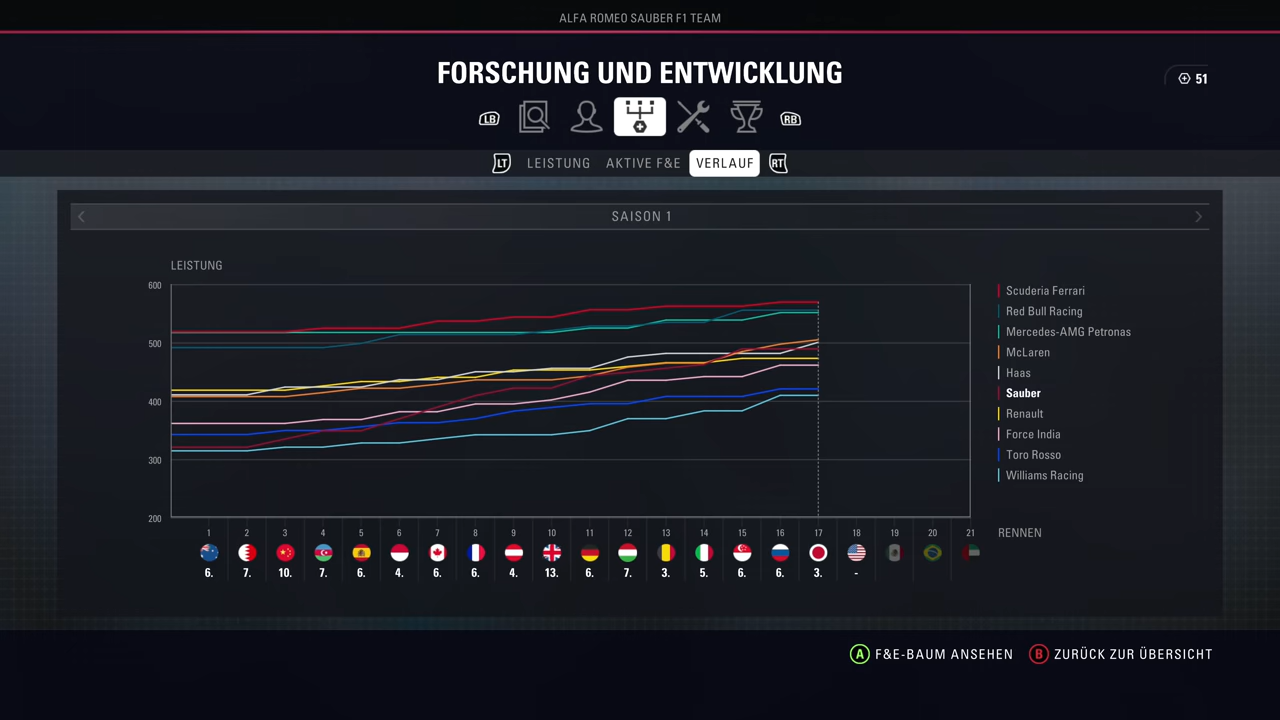 ALFA ROMEO SAUBER F1 TEAM
FORSCHUNG UND ENTWICKLUNG
51
LB
RB
LT LEISTUNG AKTIVE F&E VERLAUF RT
SAISON 1
LEISTUNG
600
500
400
300
200
Scuderia Ferrari
Red Bull Racing
Mercedes-AMG Petronas
McLaren
Haas
Sauber
Renault
Force India
Toro Rosso
Williams Racing
1 2 3 4 5 6 7 8 9 10 11 12 13 14 15 16 17 18 19 20 21 RENNEN
6. 7. 10. 7. 6. 4. 6. 6. 4. 13. 6. 7. 3. 5. 6. 6. 3. -
A F&E-BAUM ANSEHEN B ZURÜCK ZUR ÜBERSICHT